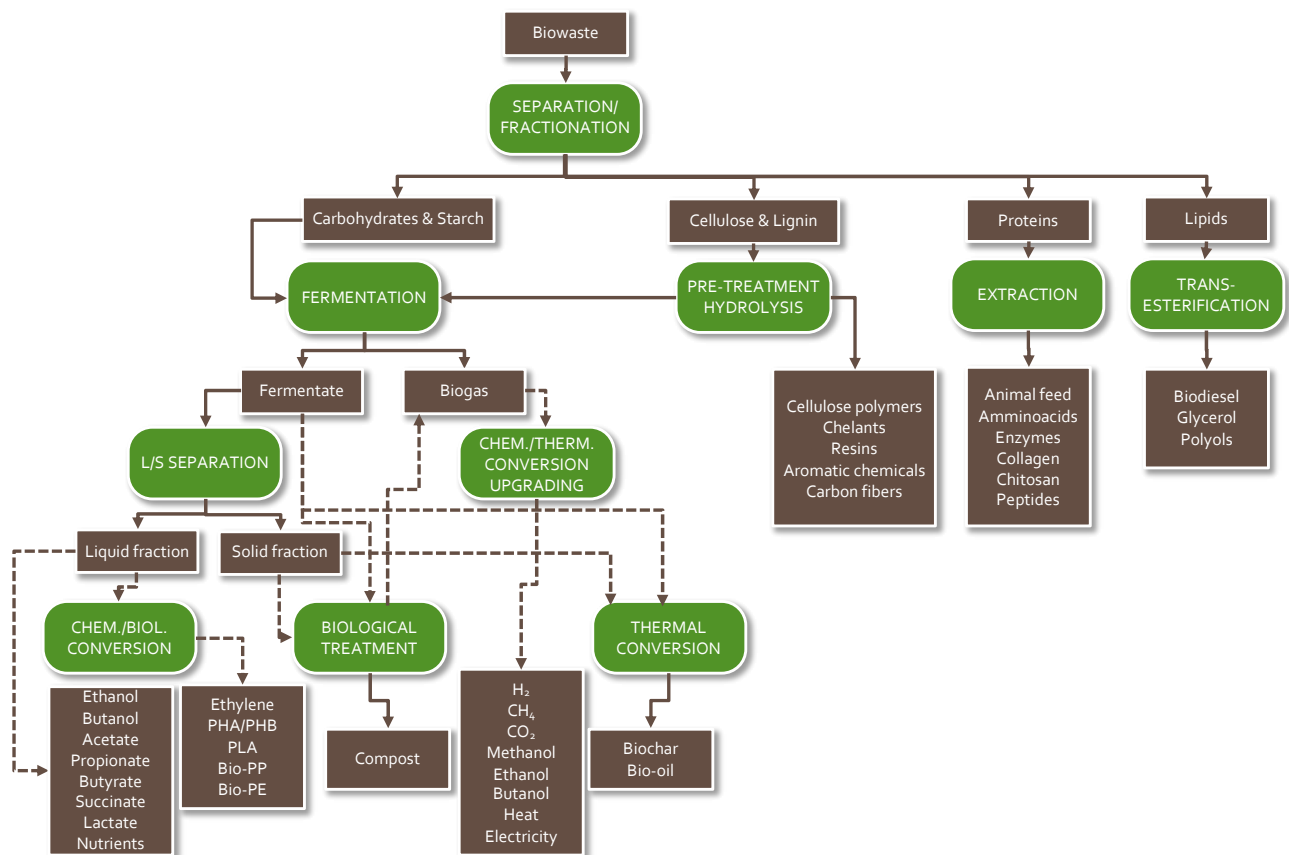 Biowaste
SEPARATION/
FRACTIONATION
Carbohydrates & Starch
Cellulose & Lignin
Proteins
Lipids
FERMENTATION
PRE-TREATMENT
HYDROLYSIS
EXTRACTION
TRANS-
ESTERIFICATION
Fermentate
Biogas
Cellulose polymers
Chelants
Resins
Aromatic chemicals
Carbon fibers
Animal feed
Amminoacids
Enzymes
Collagen
Chitosan
Peptides
Biodiesel
Glycerol
Polyols
L/S SEPARATION
CHEM./THERM.
CONVERSION
UPGRADING
Liquid fraction
Solid fraction
CHEM./BIOL.
CONVERSION
BIOLOGICAL
TREATMENT
THERMAL
CONVERSION
Ethanol
Butanol
Acetate
Propionate
Butyrate
Succinate
Lactate
Nutrients
Ethylene
PHA/PHB
PLA
Bio-PP
Bio-PE
Compost
H₂
CH₄
CO₂
Methanol
Ethanol
Butanol
Heat
Electricity
Biochar
Bio-oil